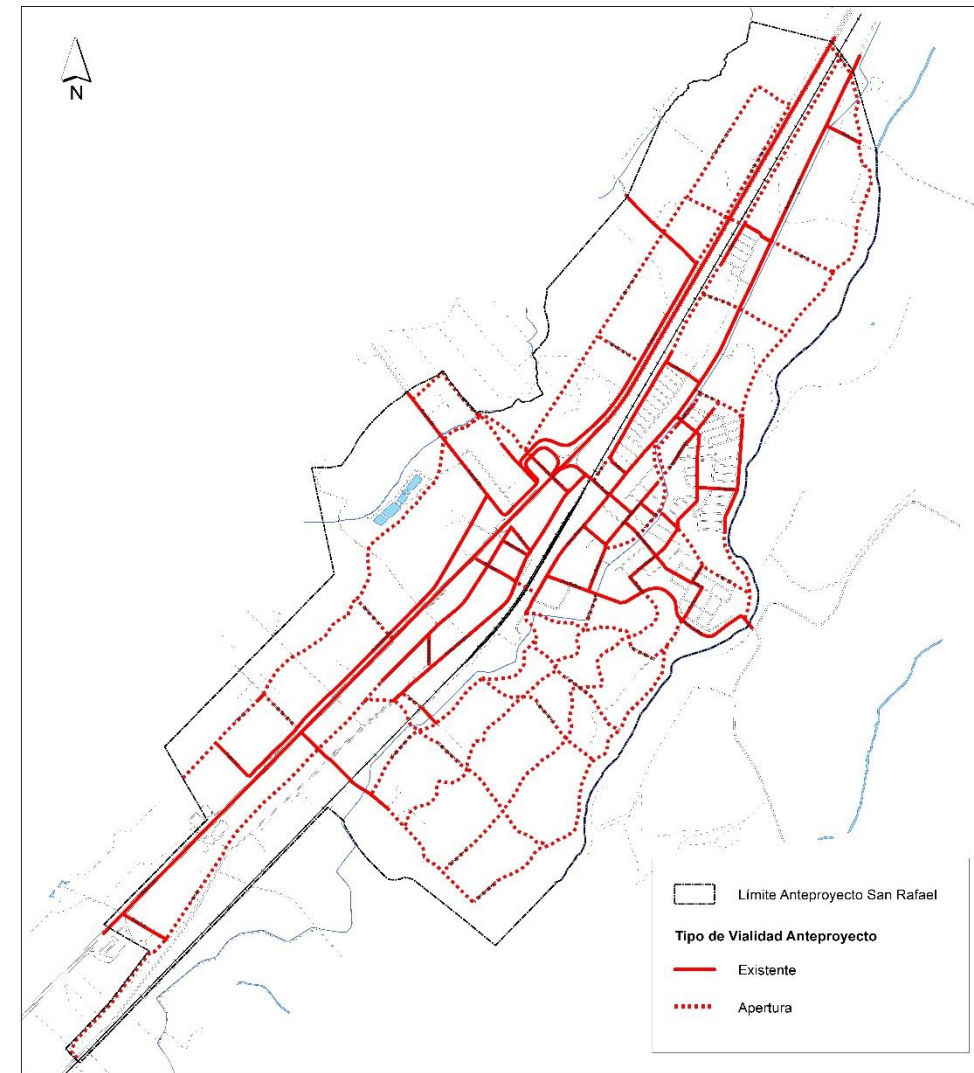 N
Límite Anteproyecto San Rafael
Tipo de Vialidad Anteproyecto
Existente
Apertura